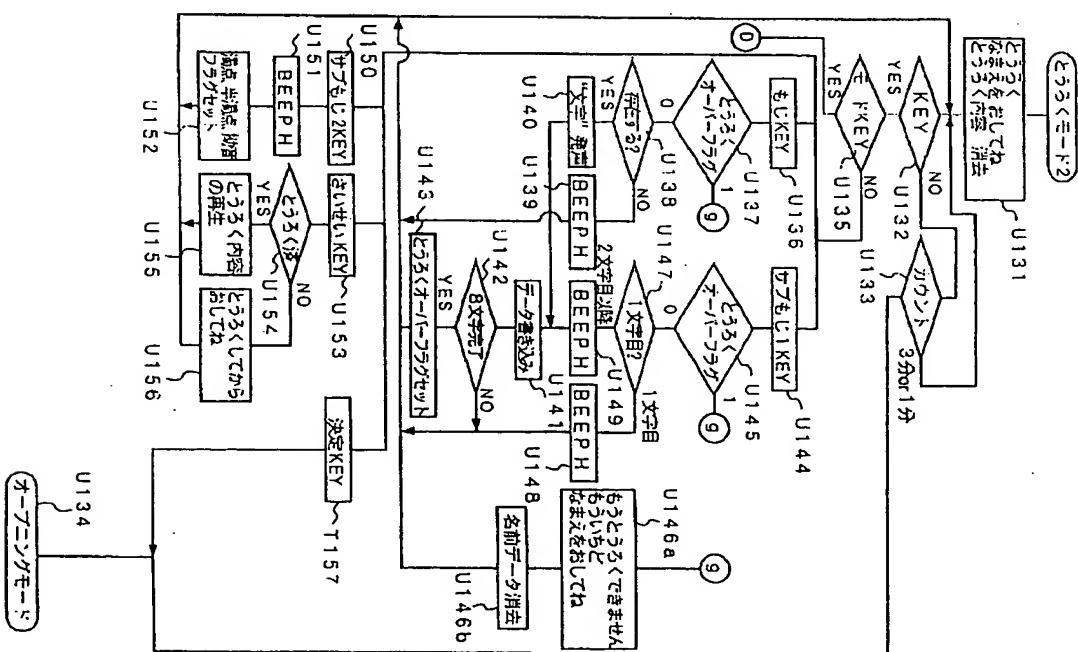 とうろくモード2
とうろく
なまえをおしてね
とうろく内容 消去
U131
KEY
YES
NO
U132
カウント
U133
3分or1分
モードKEY
YES
NO
U135
D
もじKEY
U136
とうろく
オーバーフラグ
0
1
U137
9
存在する?
YES
NO
U138
"文字"発声
U140
BEEPH
U139
サブもじ1KEY
U144
とうろく
オーバーフラグ
0
1
U145
9
1文字目?
U147
2文字目以降
1文字目
BEEPH
U149
BEEPH
U148
データ書き込み
U141
8文字完了
YES
NO
U142
とうろくオーバーフラグセット
U143
9
もうとうろくできません
もういちど
なまえをおしてね
U146a
名前データ消去
U146b
サブもじ2KEY
U150
BEEPH
U151
濁点、半濁点、拗音
フラグセット
U152
さいせいKEY
U153
とうろく済
YES
NO
U154
とうろく内容
の再生
U155
とうろくしてから
おしてね
U156
決定KEY
T157
U134
オープニングモード